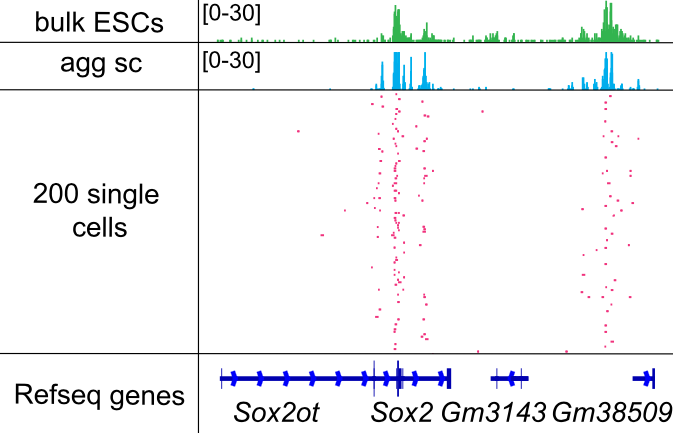 bulk ESCs [0-30]
agg sc [0-30]
200 single
cells
Refseq genes
Sox2ot Sox2 Gm3143 Gm38509